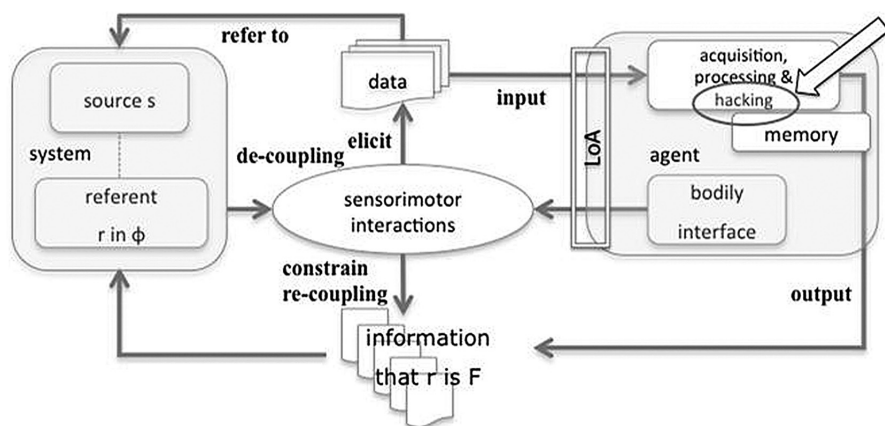 refer to
data
input
source s
system
referent
r in ϕ
de-coupling
elicit
sensorimotor
interactions
LoA
acquisition,
processing &
hacking
memory
agent
bodily
interface
constrain
re-coupling
output
information
that r is F